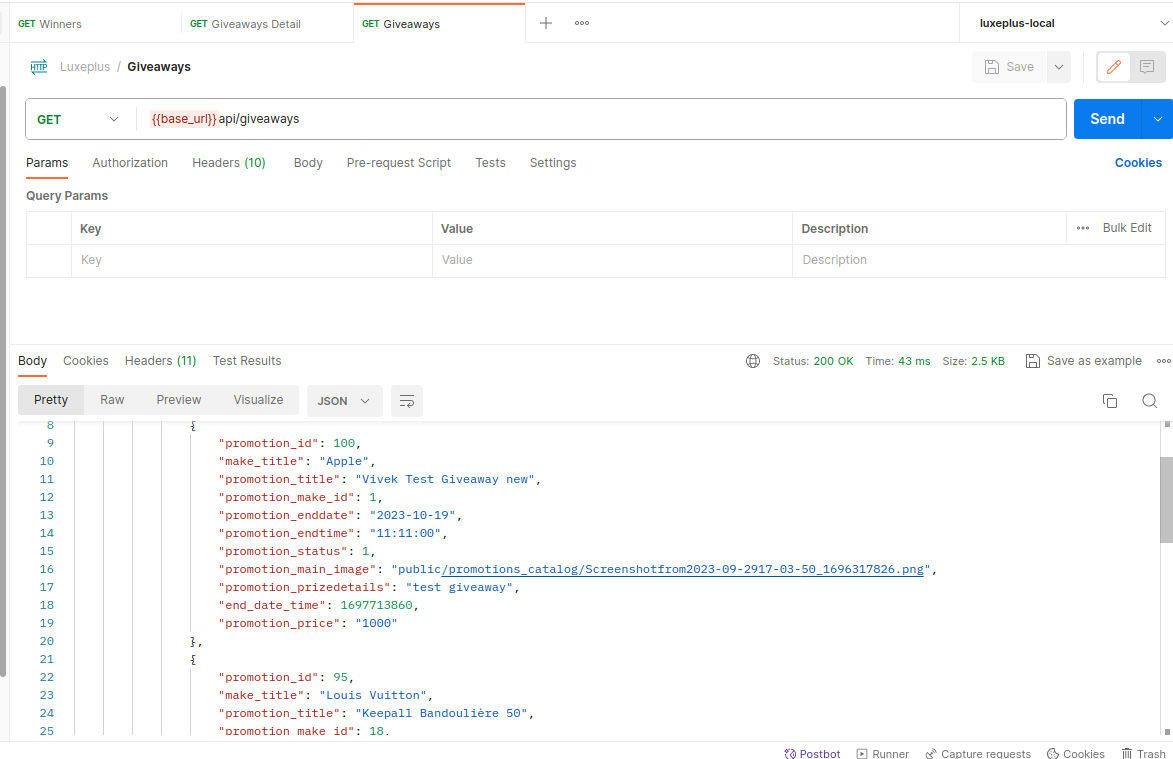 GET Winners GET Giveaways Detail GET Giveaways luxeplus-local
HTTP Luxeplus / Giveaways Save
GET {{base_url}}api/giveaways Send
Params Authorization Headers (10) Body Pre-request Script Tests Settings Cookies
Query Params
Key Value Description Bulk Edit
Key Value Description
Body Cookies Headers (11) Test Results Status: 200 OK Time: 43 ms Size: 2.5 KB Save as example
Pretty Raw Preview Visualize JSON
8 {
9 "promotion_id": 100,
10 "make_title": "Apple",
11 "promotion_title": "Vivek Test Giveaway new",
12 "promotion_make_id": 1,
13 "promotion_enddate": "2023-10-19",
14 "promotion_endtime": "11:11:00",
15 "promotion_status": 1,
16 "promotion_main_image": "public/promotions_catalog/Screenshotfrom2023-09-2917-03-50_1696317826.png",
17 "promotion_prizedetails": "test giveaway",
18 "end_date_time": 1697713860,
19 "promotion_price": "1000"
20 },
21 {
22 "promotion_id": 95,
23 "make_title": "Louis Vuitton",
24 "promotion_title": "Keepall Bandoulière 50",
25 "promotion_make_id": 18,
Postbot Runner Capture requests Cookies Trash